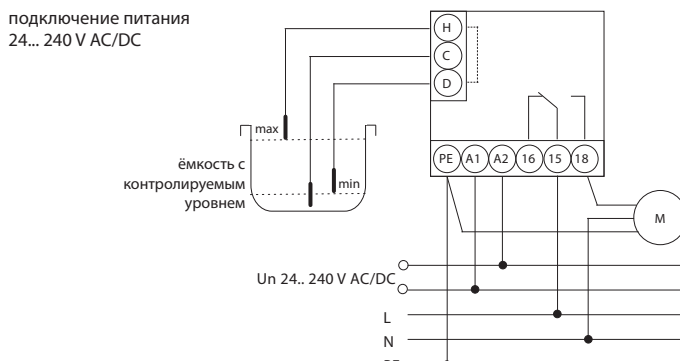 подключение питания
24... 240 V AC/DC
H
C
D
max
min
ёмкость с
контролируемым
уровнем
PE A1 A2 16 15 18
M
Un 24.. 240 V AC/DC
L
N